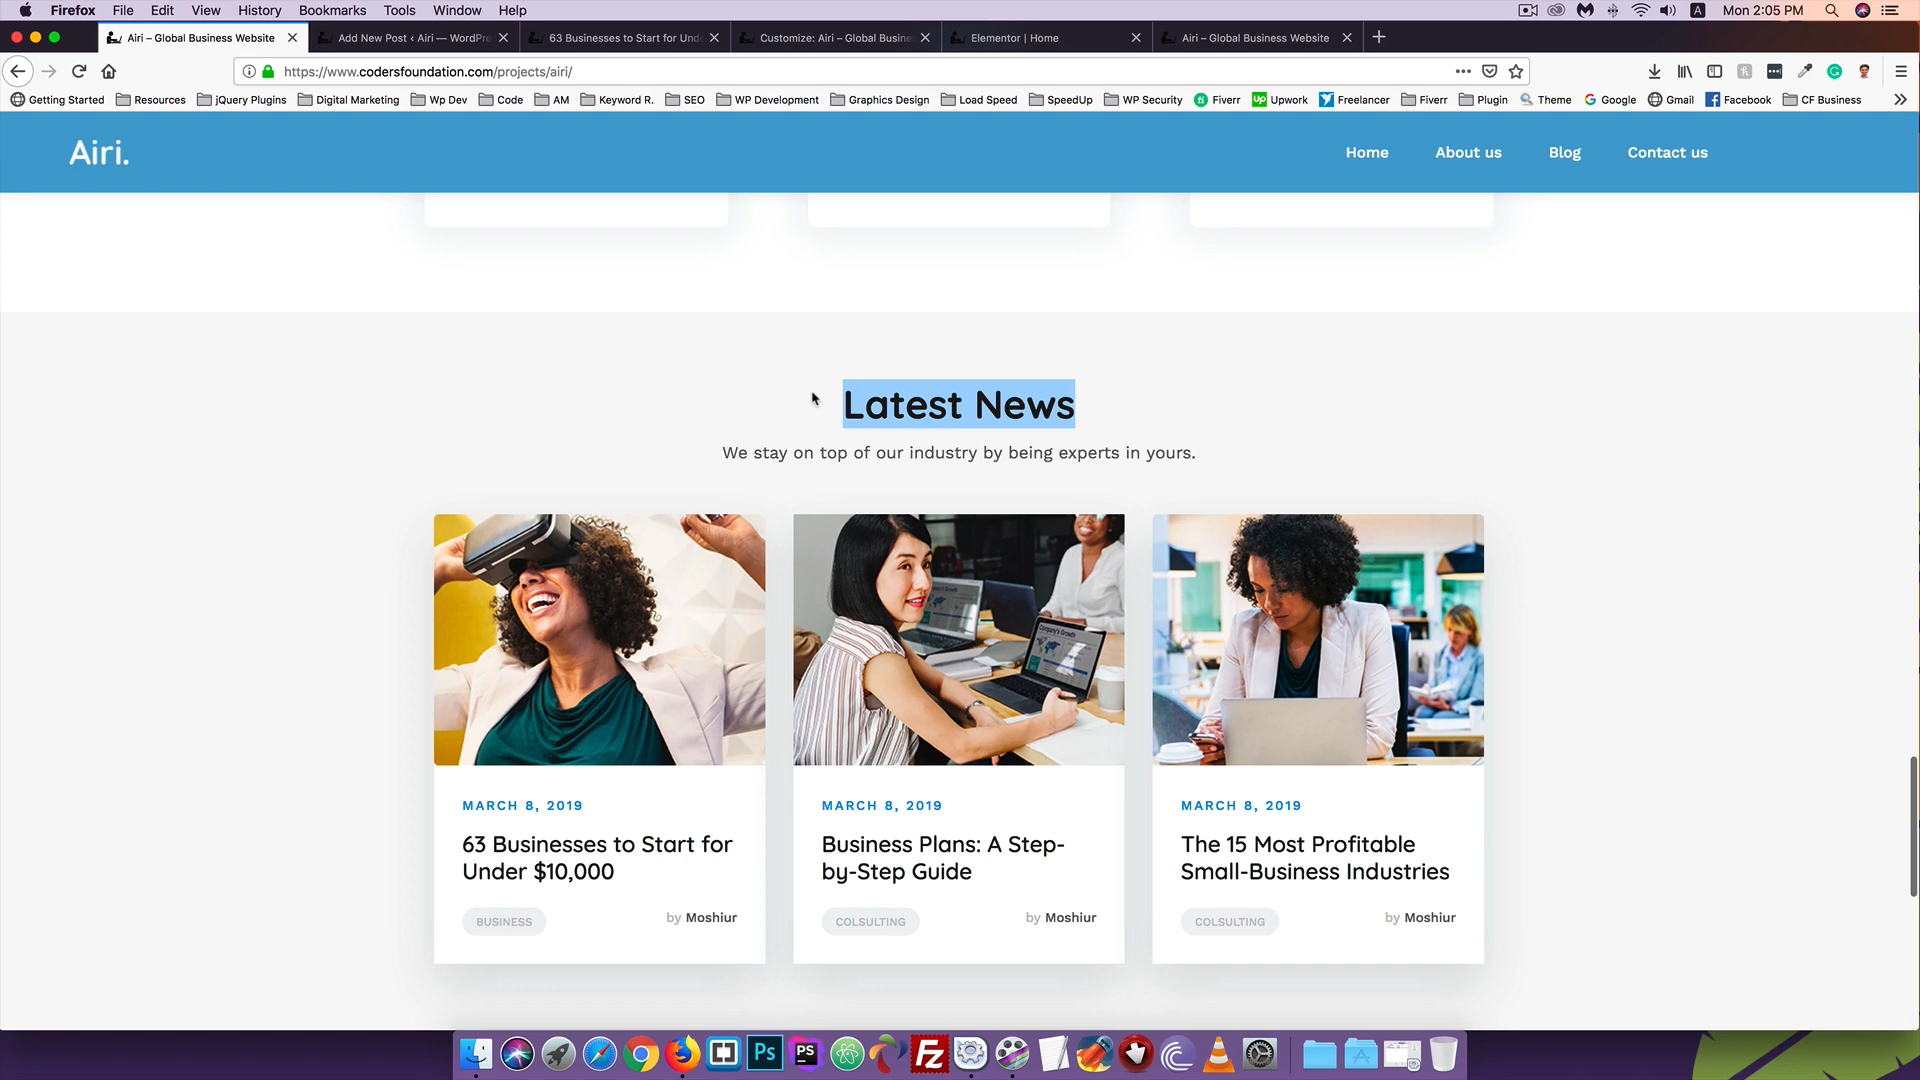 Firefox File Edit View History Bookmarks Tools Window Help
A Mon 2:05 PM
Airi – Global Business Website
Add New Post ‹ Airi — WordPre
63 Businesses to Start for Und
Customize: Airi – Global Busine
Elementor | Home
Airi – Global Business Website
https://www.codersfoundation.com/projects/airi/
Getting Started Resources jQuery Plugins Digital Marketing Wp Dev Code AM Keyword R. SEO WP Development Graphics Design Load Speed SpeedUp WP Security Fiverr Upwork Freelancer Fiverr Plugin Theme Google Gmail Facebook CF Business
Airi.
Home About us Blog Contact us
Latest News
We stay on top of our industry by being experts in yours.
MARCH 8, 2019
63 Businesses to Start for
Under $10,000
BUSINESS
by Moshiur
MARCH 8, 2019
Business Plans: A Step-
by-Step Guide
COLSULTING
by Moshiur
MARCH 8, 2019
The 15 Most Profitable
Small-Business Industries
COLSULTING
by Moshiur
Ps
PS
FZ